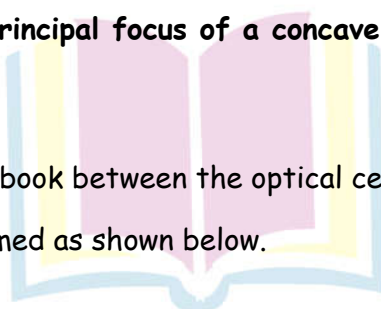 rincipal focus of a concave
book between the optical ce
ned as shown below.